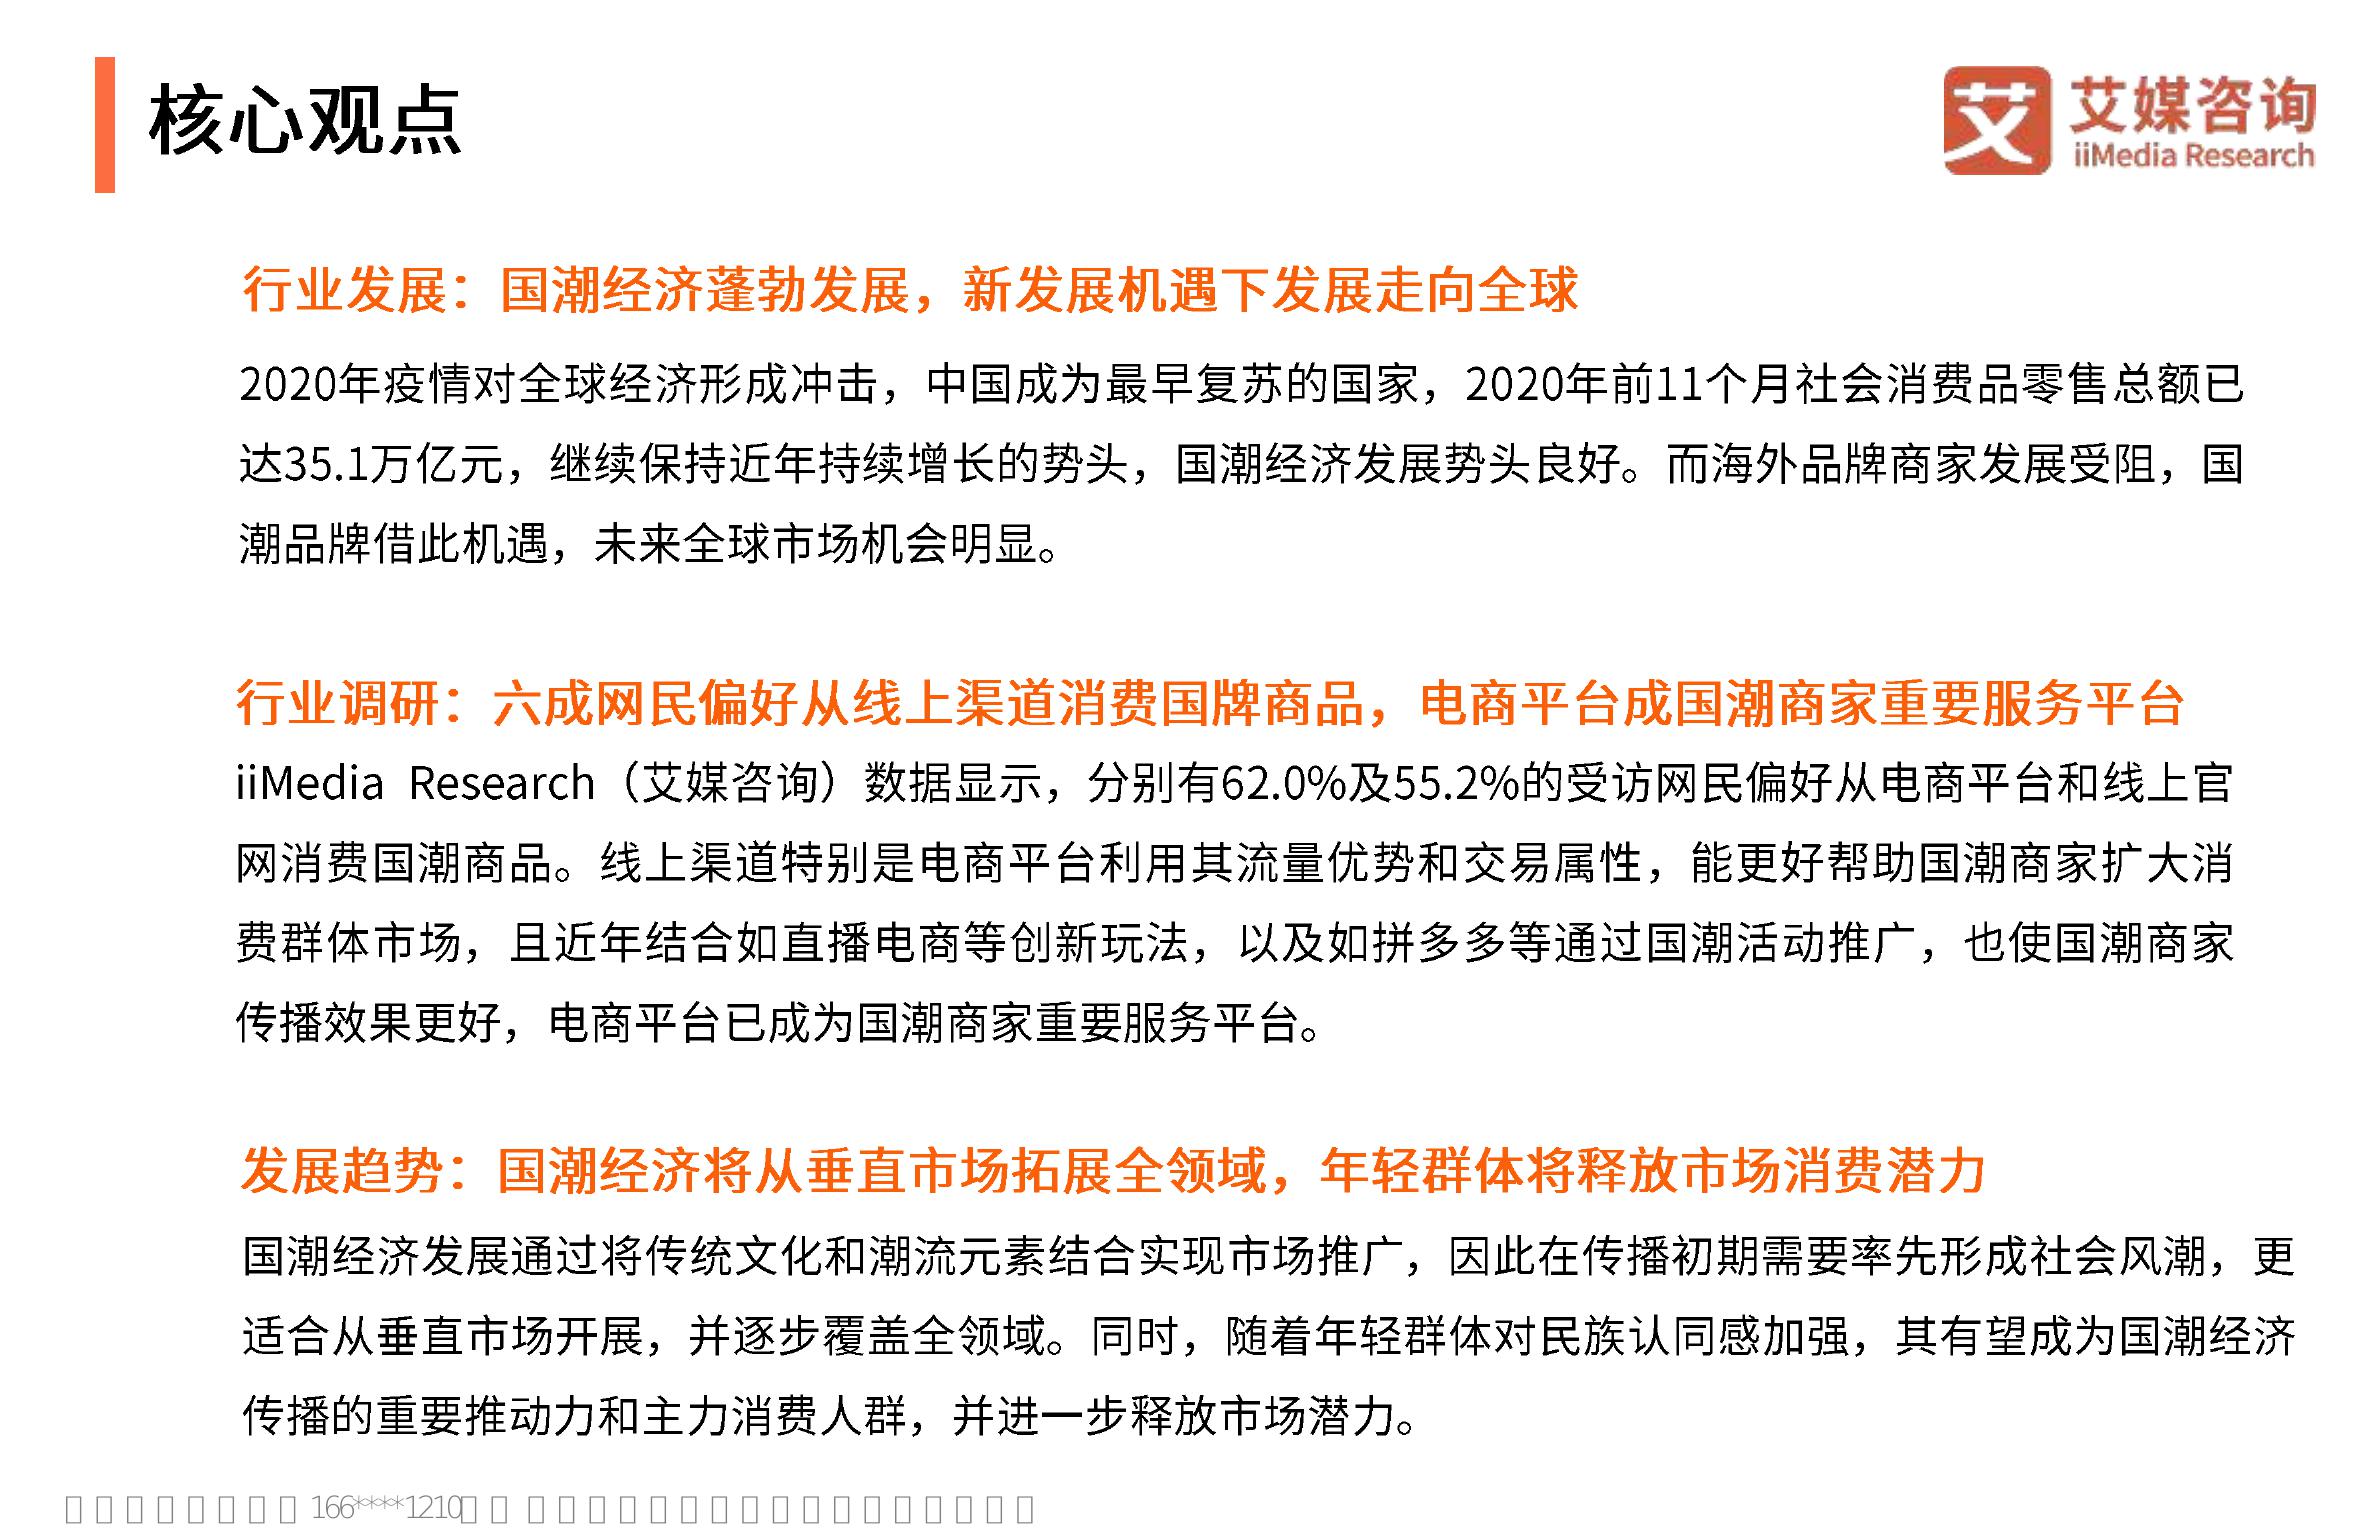 核心观点
艾媒咨询
iiMedia Research
行业发展：国潮经济蓬勃发展，新发展机遇下发展走向全球
2020年疫情对全球经济形成冲击，中国成为最早复苏的国家，2020年前11个月社会消费品零售总额已
达35.1万亿元，继续保持近年持续增长的势头，国潮经济发展势头良好。而海外品牌商家发展受阻，国
潮品牌借此机遇，未来全球市场机会明显。
行业调研：六成网民偏好从线上渠道消费国牌商品，电商平台成国潮商家重要服务平台
iiMedia Research（艾媒咨询）数据显示，分别有62.0%及55.2%的受访网民偏好从电商平台和线上官
网消费国潮商品。线上渠道特别是电商平台利用其流量优势和交易属性，能更好帮助国潮商家扩大消
费群体市场，且近年结合如直播电商等创新玩法，以及如拼多多等通过国潮活动推广，也使国潮商家
传播效果更好，电商平台已成为国潮商家重要服务平台。
发展趋势：国潮经济将从垂直市场拓展全领域，年轻群体将释放市场消费潜力
国潮经济发展通过将传统文化和潮流元素结合实现市场推广，因此在传播初期需要率先形成社会风潮，更
适合从垂直市场开展，并逐步覆盖全领域。同时，随着年轻群体对民族认同感加强，其有望成为国潮经济
传播的重要推动力和主力消费人群，并进一步释放市场潜力。
166****1210